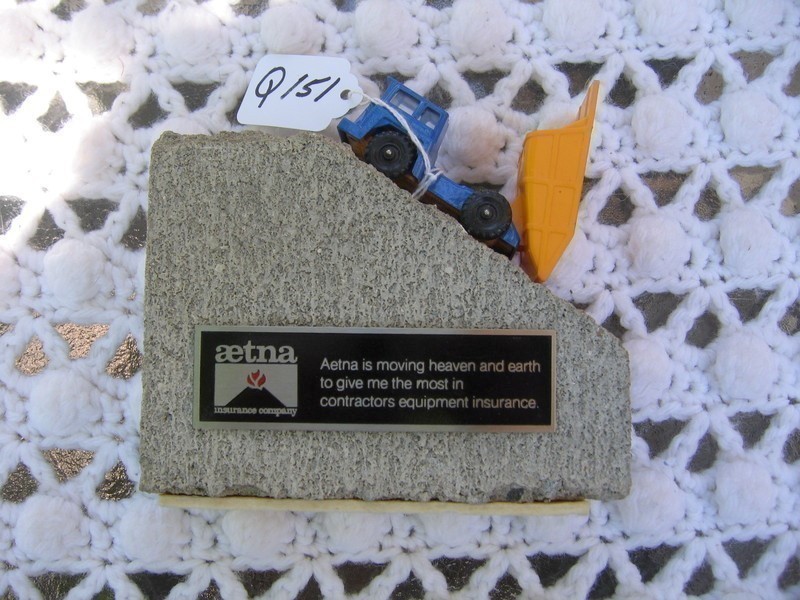 Q151
ætna
insurance company
Aetna is moving heaven and earth
to give me the most in
contractors equipment insurance.